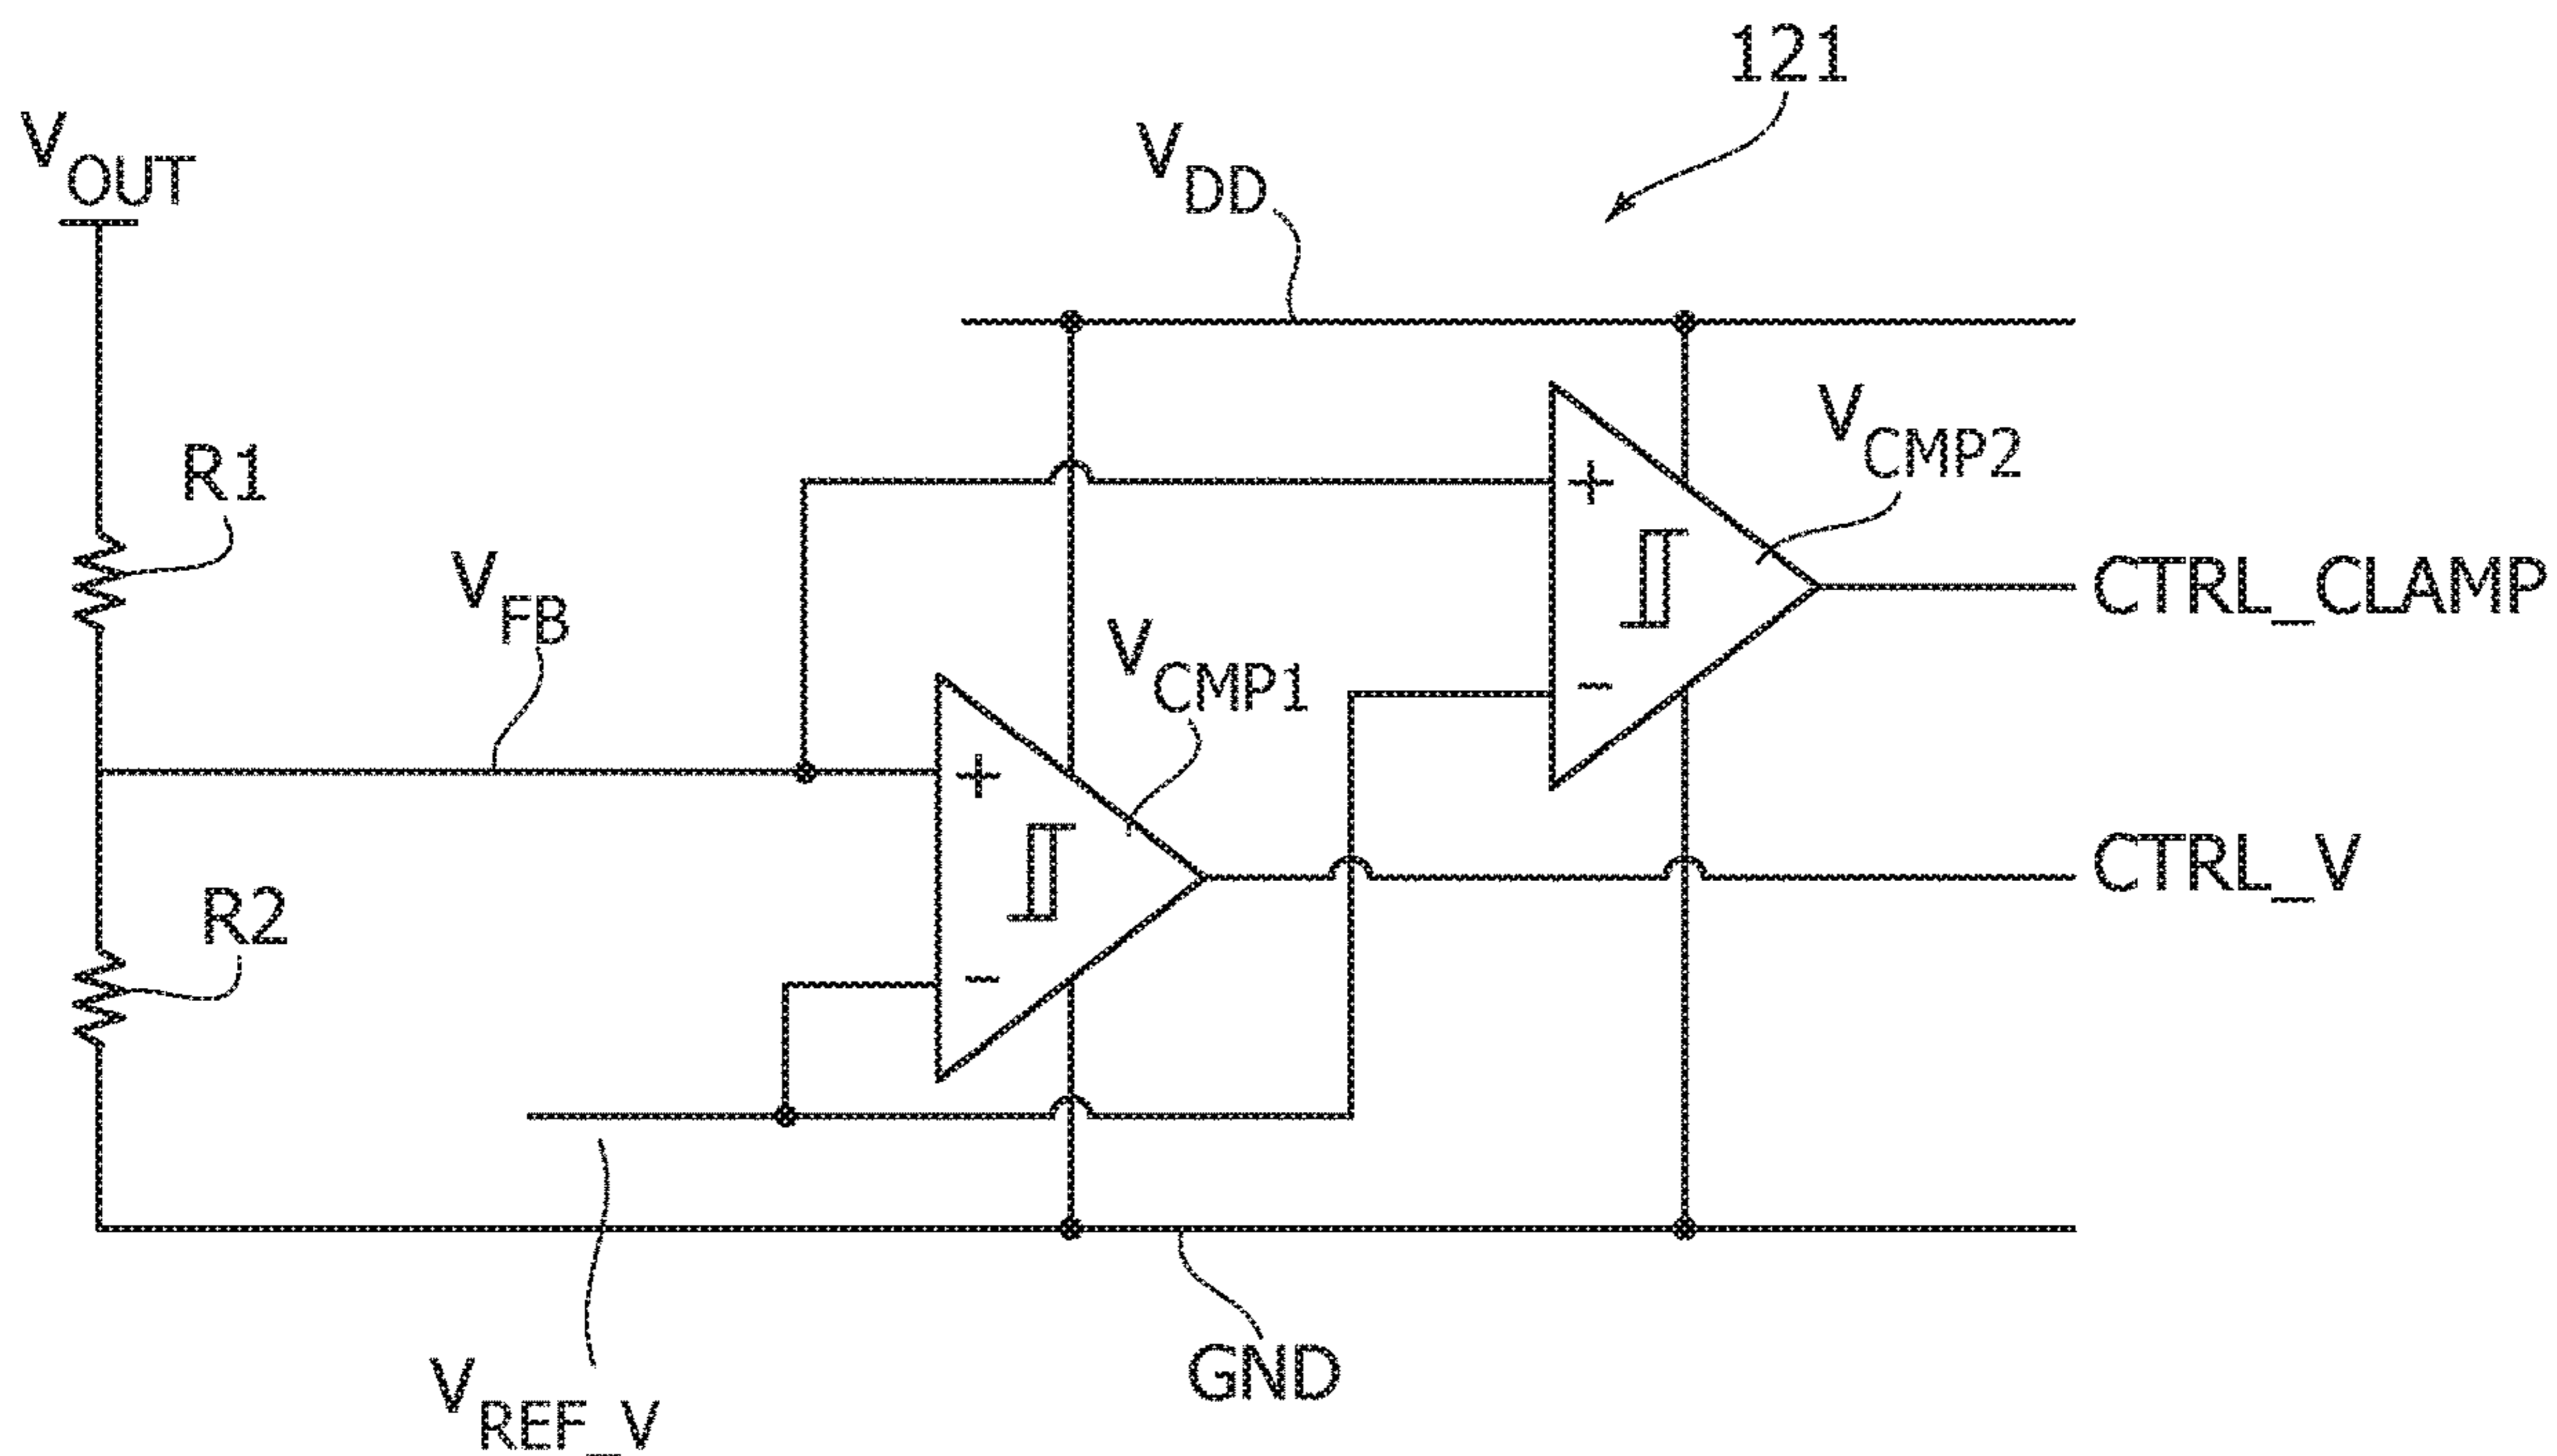 121
VOUT
VDD
VCMP2
R1
VFB
CTRL_CLAMP
VCMP1
+
+
-
-
CTRL_V
R2
GND
VREF_V